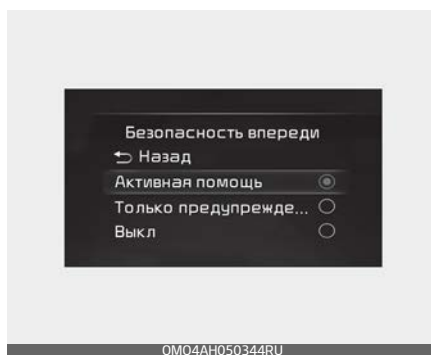 Безопасность впереди
Назад
Активная помощь
Только предупрежде...
Выкл
OMO4AH050344RU